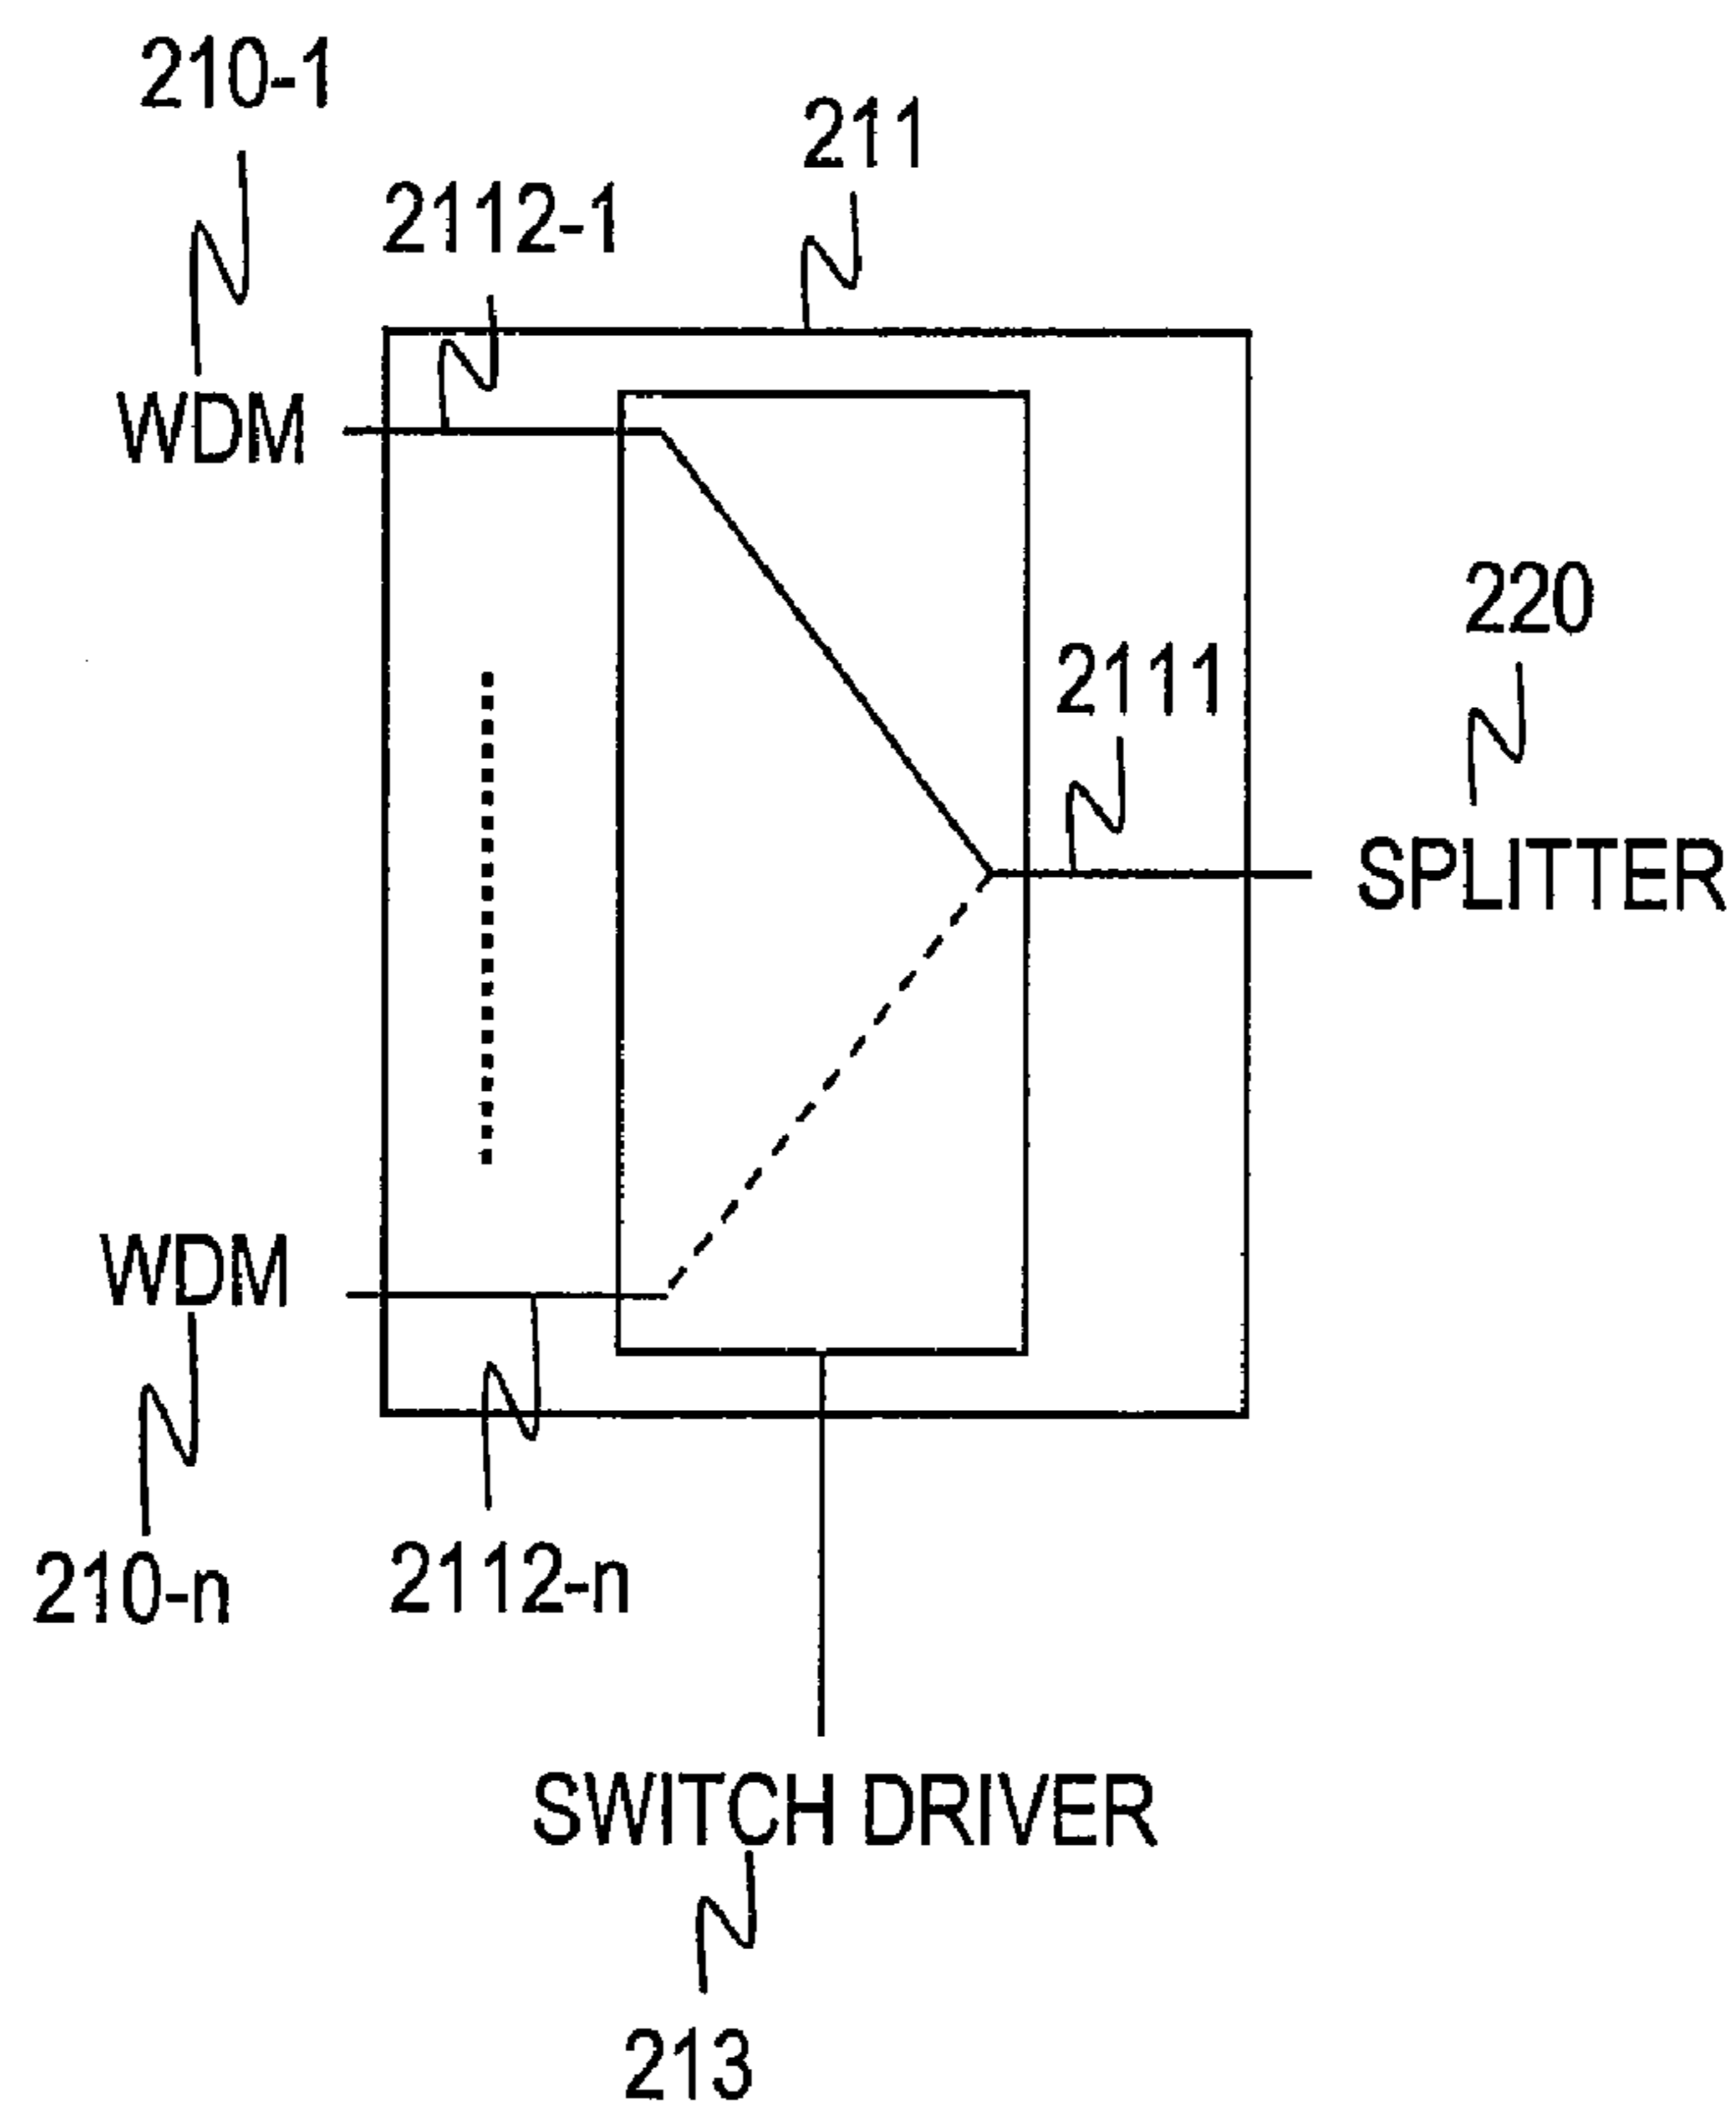 210-1
211
2112-1
WDM
220
2111
SPLITTER
WDM
210-n
2112-n
SWITCH DRIVER
213